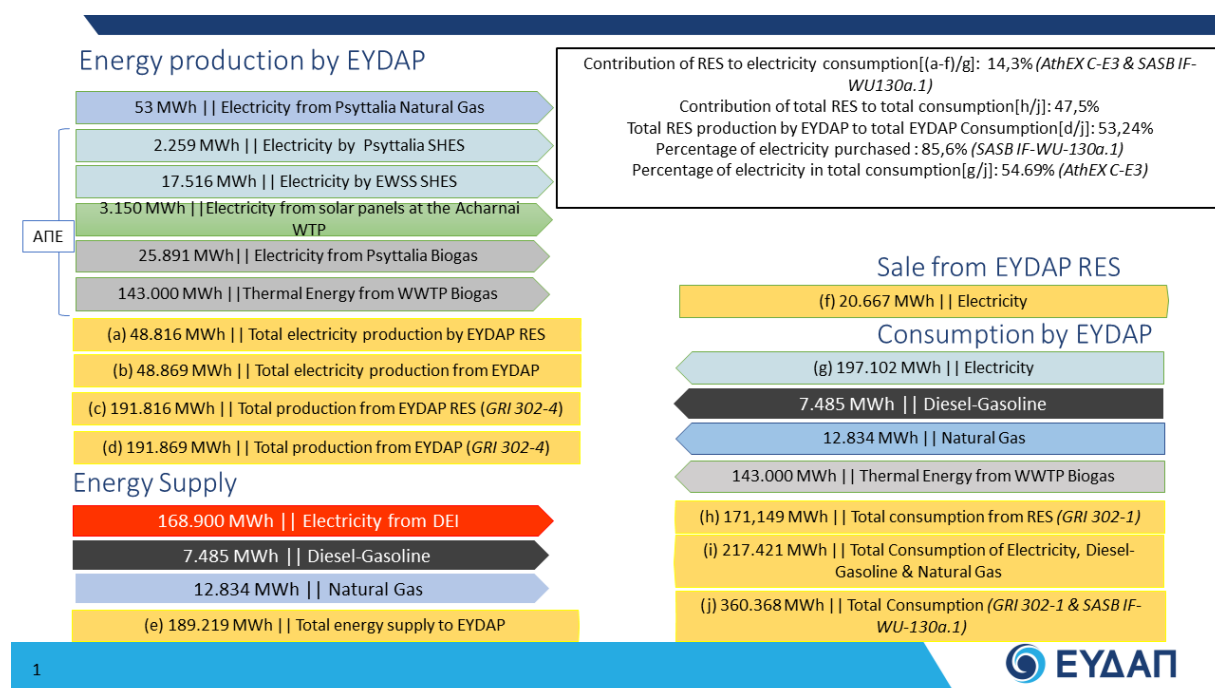 Energy production by EYDAP
53 MWh || Electricity from Psyttalia Natural Gas
2.259 MWh || Electricity by Psyttalia SHES
17.516 MWh || Electricity by EWSS SHES
3.150 MWh ||Electricity from solar panels at the Acharnai
WTP
ΑΠΕ
25.891 MWh|| Electricity from Psyttalia Biogas
143.000 MWh ||Thermal Energy from WWTP Biogas
(a) 48.816 MWh || Total electricity production by EYDAP RES
(b) 48.869 MWh || Total electricity production from EYDAP
(c) 191.816 MWh || Total production from EYDAP RES (GRI 302-4)
(d) 191.869 MWh || Total production from EYDAP (GRI 302-4)
Energy Supply
168.900 MWh || Electricity from DEI
7.485 MWh || Diesel-Gasoline
12.834 MWh || Natural Gas
(e) 189.219 MWh || Total energy supply to EYDAP
Contribution of RES to electricity consumption[(a-f)/g]: 14,3% (AthEX C-E3 & SASB IF-
WU130a.1)
Contribution of total RES to total consumption[h/j]: 47,5%
Total RES production by EYDAP to total EYDAP Consumption[d/j]: 53,24%
Percentage of electricity purchased : 85,6% (SASB IF-WU-130a.1)
Percentage of electricity in total consumption[g/j]: 54.69% (AthEX C-E3)
Sale from EYDAP RES
(f) 20.667 MWh || Electricity
Consumption by EYDAP
(g) 197.102 MWh || Electricity
7.485 MWh || Diesel-Gasoline
12.834 MWh || Natural Gas
143.000 MWh || Thermal Energy from WWTP Biogas
(h) 171,149 MWh || Total consumption from RES (GRI 302-1)
(i) 217.421 MWh || Total Consumption of Electricity, Diesel-
Gasoline & Natural Gas
(j) 360.368 MWh || Total Consumption (GRI 302-1 & SASB IF-
WU-130a.1)
1
ΕΥΔΑΠ